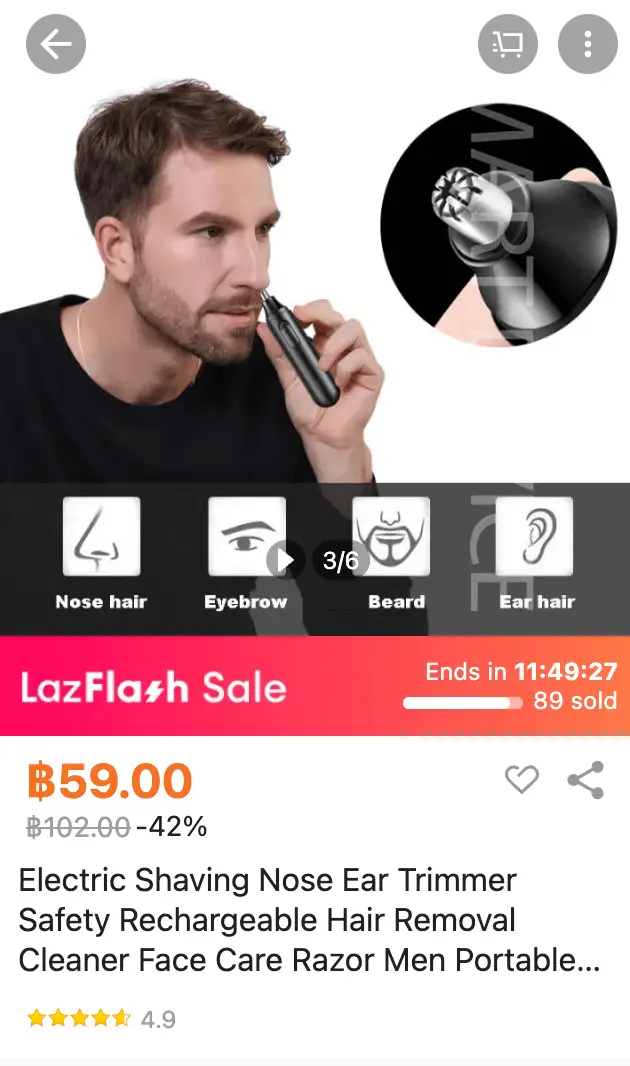 SMART DEVICE
3/6
Nose hair
Eyebrow
Beard
Ear hair
LazFlash Sale
Ends in 11:49:27
89 sold
฿59.00
฿102.00 -42%
Electric Shaving Nose Ear Trimmer
Safety Rechargeable Hair Removal
Cleaner Face Care Razor Men Portable...
4.9